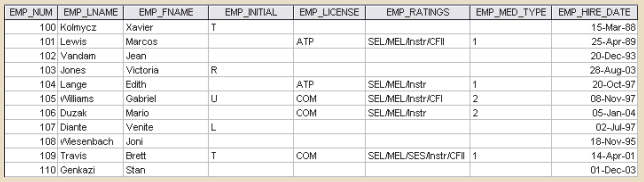 EMP_NUM EMP_LNAME EMP_FNAME EMP_INITIAL EMP_LICENSE EMP_RATINGS EMP_MED_TYPE EMP_HIRE_DATE
100 Kolmycz Xavier T 15-Mar-88
101 Lewis Marcos ATP SEL/MEL/Instr/CFII 1 25-Apr-89
102 Vandam Jean 20-Dec-93
103 Jones Victoria R 28-Aug-03
104 Lange Edith ATP SEL/MEL/Instr 1 20-Oct-97
105 Williams Gabriel U COM SEL/MEL/Instr/CFI 2 08-Nov-97
106 Duzak Mario COM SEL/MEL/Instr 2 05-Jan-04
107 Diante Venite L 02-Jul-97
108 Wiesenbach Joni 18-Nov-95
109 Travis Brett T COM SEL/MEL/SES/Instr/CFII 1 14-Apr-01
110 Genkazi Stan 01-Dec-03